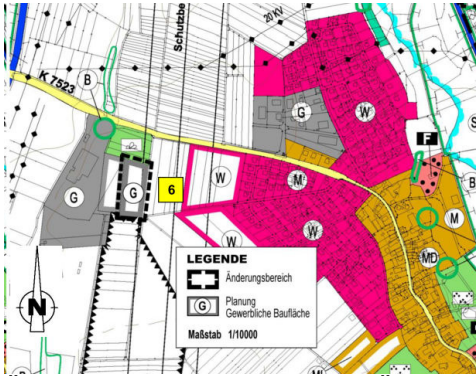 20 KV
Schutzbe
K 7523
B
G
W
F
S
G
G
6
W
M
B
M
W
W
MD
LEGENDE
Änderungsbereich
G
Planung
Gewerbliche Baufläche
Maßstab 1/10000
N